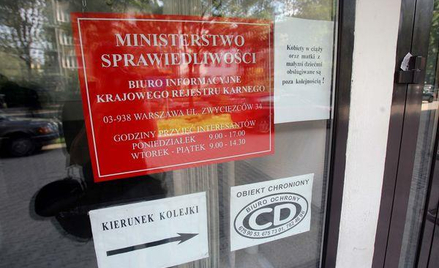 MINISTERSTWO
SPRAWIEDLIWOŚCI
BIURO INFORMACYJNE
KRAJOWEGO REJESTRU KARNEGO
03-938 WARSZAWA UL. ZWYCIĘZCÓW 34
GODZINY PRZYJĘĆ INTERESANTÓW
PONIEDZIAŁEK 9.00 - 17.00
WTOREK - PIĄTEK 9.00 - 14.30
Kobiety w ciąży
oraz matki z
małymi dziećmi
obsługiwane są
poza kolejnością !
KIERUNEK KOLEJKI
OBIEKT CHRONIONY
BIURO OCHRONY
CD